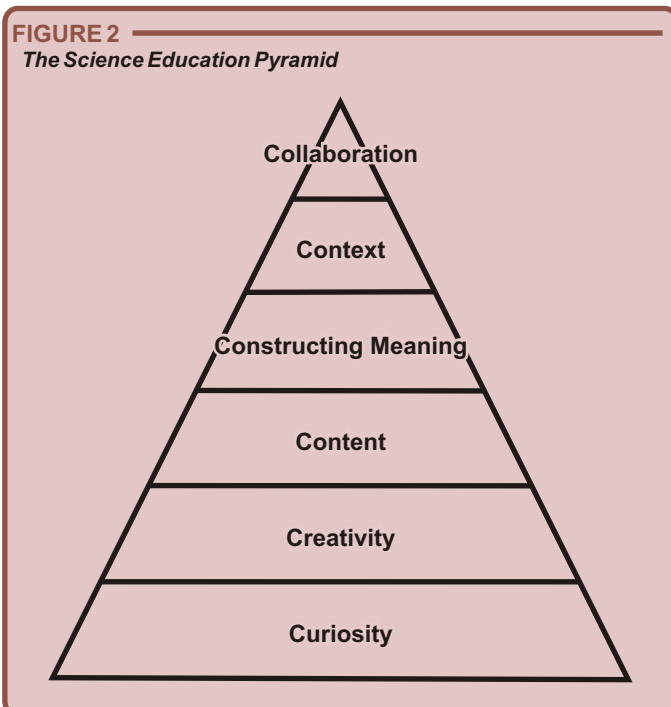 FIGURE 2
The Science Education Pyramid
Collaboration
Context
Constructing Meaning
Content
Creativity
Curiosity